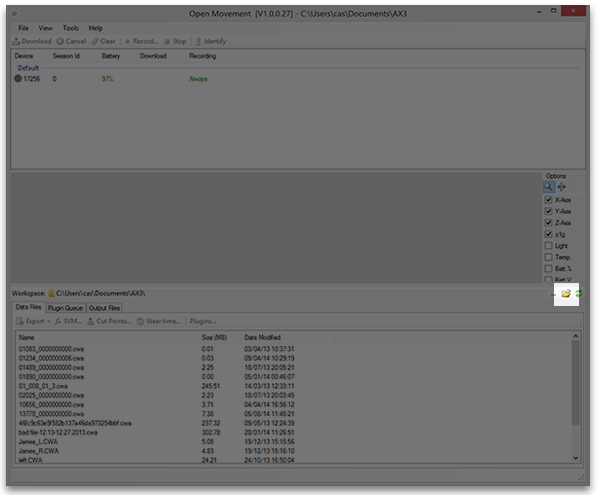 Open Movement [V1.0.0.27] - C:\Users\cas\Documents\AX3
File View Tools Help
Download Cancel Clear Record... Stop Identify
Device Session Id Battery Download Recording
Default
17256 0 97% Always
Options
X-Axis
Y-Axis
Z-Axis
±1g
Light
Temp.
Batt.%
Batt.V
Workspace: C:\Users\cas\Documents\AX3\ ...
Data Files Plugin Queue Output Files
Export SVM... Cut Points... Wear time... Plugins...
Name Size (MB) Date Modified
01083_0000000000.cwa 0.01 03/04/13 10:37:31
01234_0000000006.cwa 0.03 09/04/14 10:29:19
01489_0000000000.cwa 2.25 18/07/13 20:05:21
01890_0000000000.cwa 0.00 05/01/14 00:46:07
01_008_01_3.cwa 245.51 14/03/13 12:33:11
02025_0000000000.cwa 2.23 18/07/13 20:03:45
10656_0000000000.cwa 3.71 04/04/14 16:56:12
13778_0000000000.cwa 7.38 05/08/14 11:45:21
237.32 09/05/13 12:24:39
bad file-12.13-12.27.2013.cwa 302.78 28/01/14 11:26:51
James_L.CWA 5.08 19/12/13 15:15:56
James_R.CWA 4.83 19/12/13 15:16:10
left.CWA 24.21 24/10/13 16:50:04